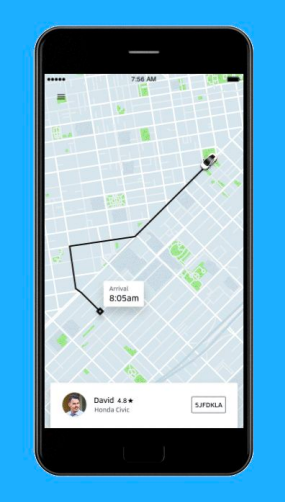 7:56 AM
Arrival
8:05am
David 4.8★
Honda Civic
5JFDKLA